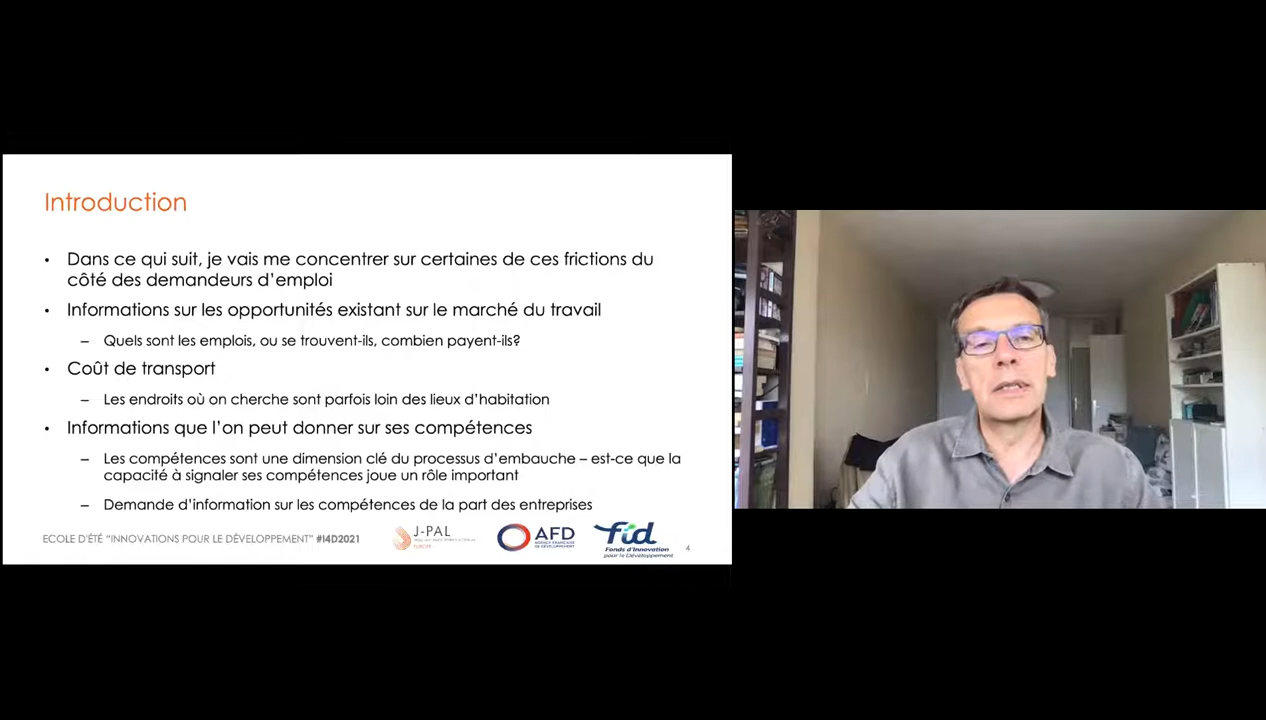 Introduction
• Dans ce qui suit, je vais me concentrer sur certaines de ces frictions du
côté des demandeurs d’emploi
• Informations sur les opportunités existant sur le marché du travail
– Quels sont les emplois, ou se trouvent-ils, combien payent-ils?
• Coût de transport
– Les endroits où on cherche sont parfois loin des lieux d’habitation
• Informations que l’on peut donner sur ses compétences
– Les compétences sont une dimension clé du processus d’embauche – est-ce que la
capacité à signaler ses compétences joue un rôle important
– Demande d’information sur les compétences de la part des entreprises
ECOLE D'ÉTÉ "INNOVATIONS POUR LE DÉVELOPPEMENT" #I4D2021
J-PAL
EUROPE
AFD
AGENCE FRANÇAISE
DE DÉVELOPPEMENT
fid
Fonds d'Innovation
pour le Développement
4